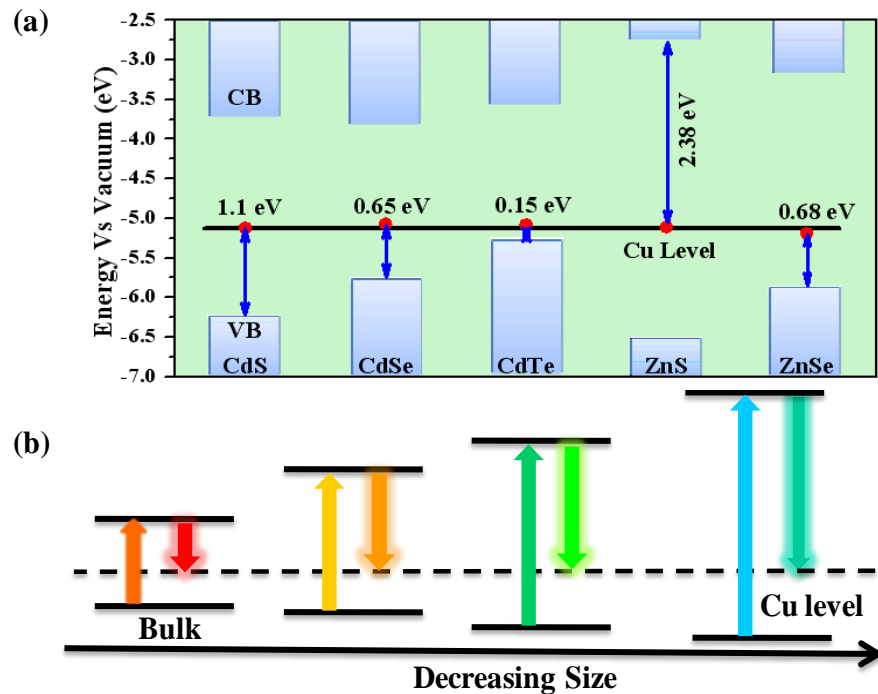 (a)
Energy Vs Vacuum (eV)
-2.5
-3.0
-3.5
-4.0
-4.5
-5.0
-5.5
-6.0
-6.5
-7.0
CB
2.38 eV
1.1 eV
0.65 eV
0.15 eV
0.68 eV
Cu Level
VB
CdS
CdSe
CdTe
ZnS
ZnSe
(b)
Bulk
Cu level
Decreasing Size